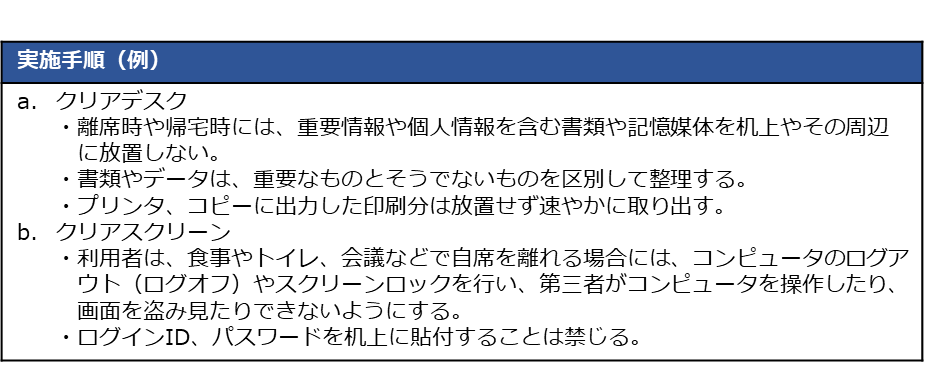 実施手順（例）
a. クリアデスク
・離席時や帰宅時には、重要情報や個人情報を含む書類や記憶媒体を机上やその周辺
に放置しない。
・書類やデータは、重要なものとそうでないものを区別して整理する。
・プリンタ、コピーに出力した印刷分は放置せず速やかに取り出す。
b. クリアスクリーン
・利用者は、食事やトイレ、会議などで自席を離れる場合には、コンピュータのログア
ウト（ログオフ）やスクリーンロックを行い、第三者がコンピュータを操作したり、
画面を盗み見たりできないようにする。
・ログインID、パスワードを机上に貼付することは禁じる。